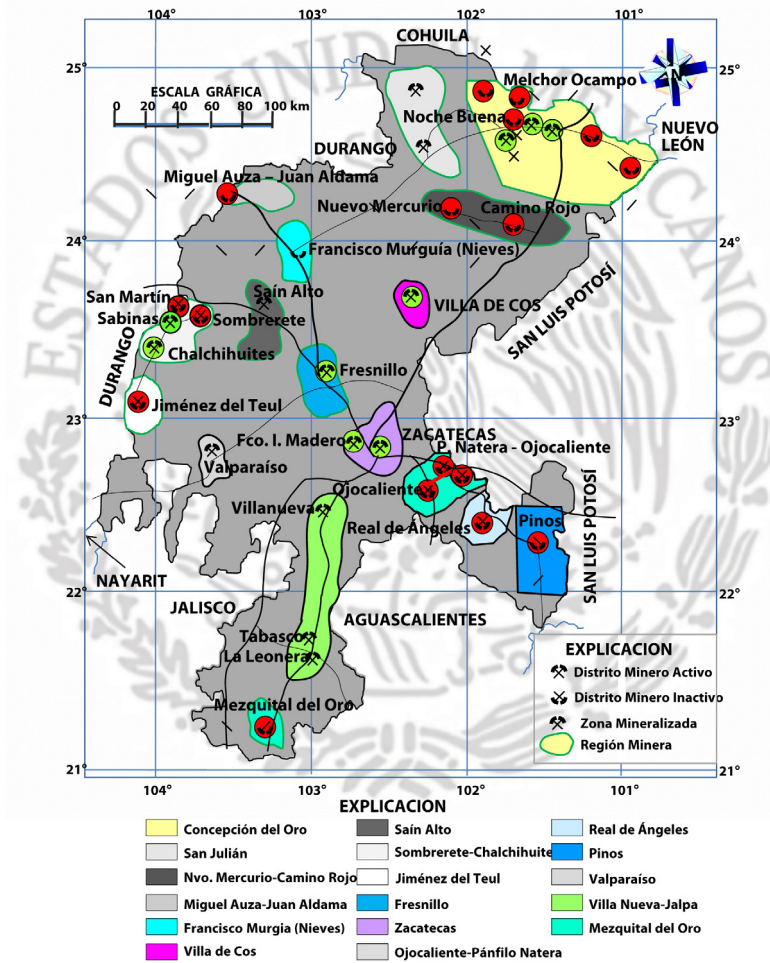 104° 103° 102° 101°
COHUILA
25° 25°
ESCALA GRÁFICA
0 20 40 60 80 100 km
Melchor Ocampo
N
Noche Buena
NUEVO
LEÓN
DURANGO
Miguel Auza – Juan Aldama
Nuevo Mercurio
Camino Rojo
24° 24°
Francisco Murguía (Nieves)
Saín Alto
San Martín
Sabinas
Sombrerete
VILLA DE COS
SAN LUIS POTOSÍ
Chalchihuites
DURANGO
Fresnillo
Jiménez del Teul
23° 23°
Fco. I. Madero
ZACATECAS
P. Natera - Ojocaliente
Valparaíso
Ojocaliente
Villanueva
Real de Ángeles
Pinos
SAN LUIS POTOSÍ
NAYARIT
22° 22°
JALISCO
AGUASCALIENTES
Tabasco
La Leonera
Mezquital del Oro
EXPLICACION
Distrito Minero Activo
Distrito Minero Inactivo
Zona Mineralizada
Región Minera
21° 21°
104° 103° 102° 101°
ESTADOS UNIDOS MEXICANOS
EXPLICACION
Concepción del Oro
Saín Alto
Real de Ángeles
San Julián
Sombrerete-Chalchihuite
Pinos
Nvo. Mercurio-Camino Rojo
Jiménez del Teul
Valparaíso
Miguel Auza-Juan Aldama
Fresnillo
Villa Nueva-Jalpa
Francisco Murgia (Nieves)
Zacatecas
Mezquital del Oro
Villa de Cos
Ojocaliente-Pánfilo Natera